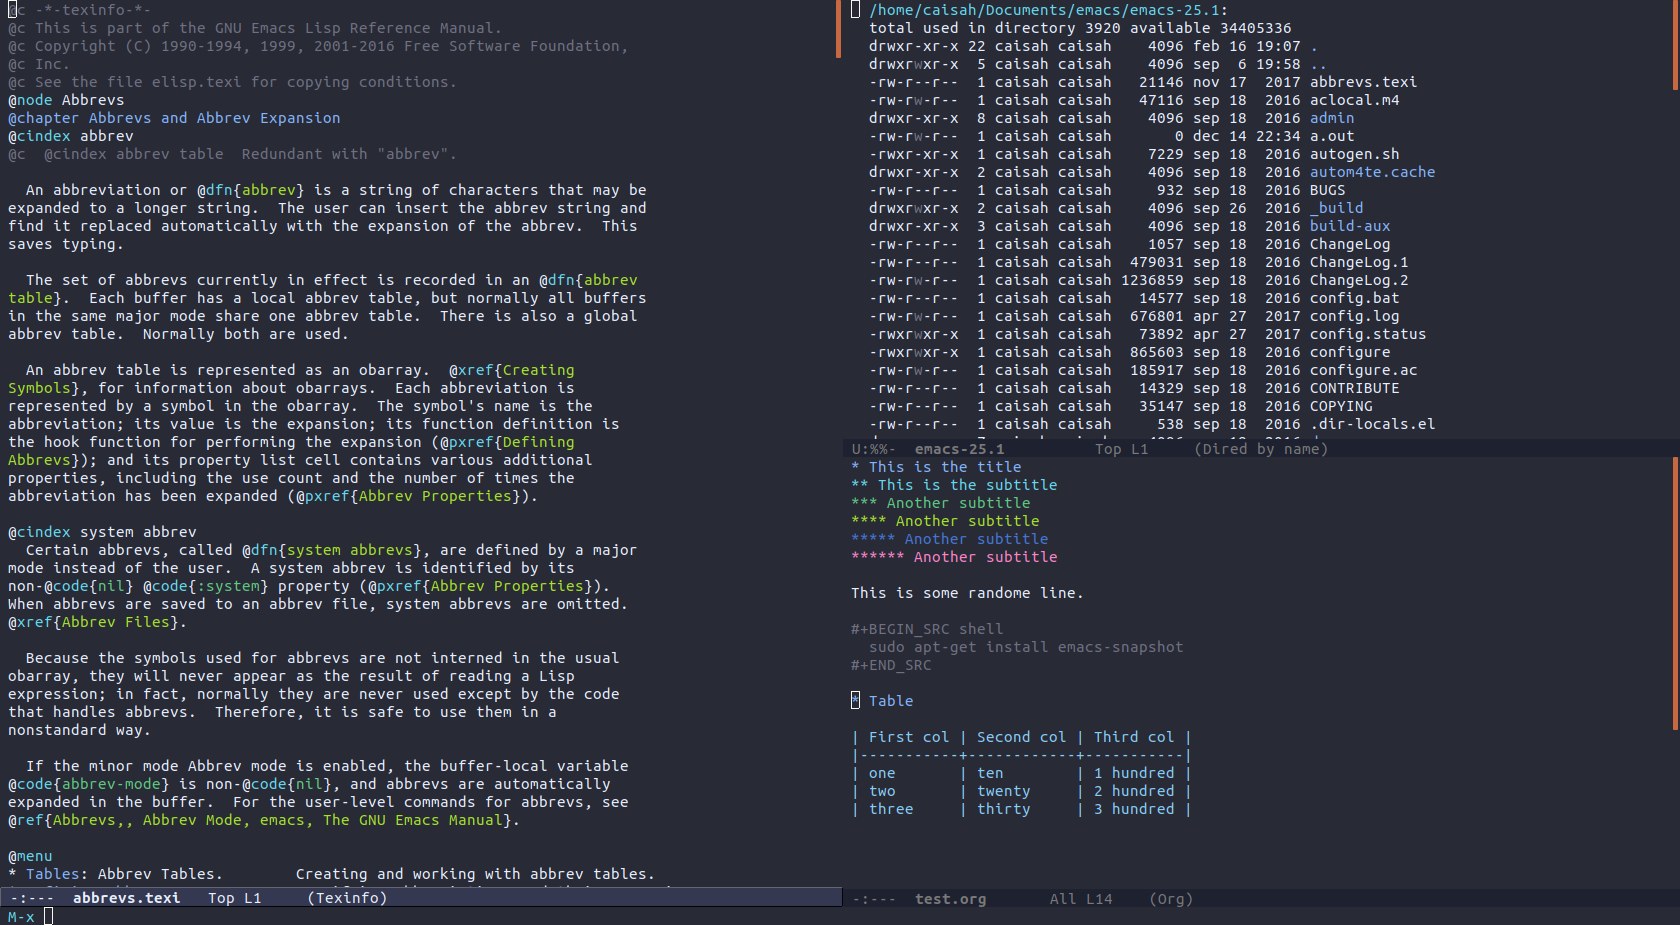 @c -*-texinfo-*-
@c This is part of the GNU Emacs Lisp Reference Manual.
@c Copyright (C) 1990-1994, 1999, 2001-2016 Free Software Foundation,
@c Inc.
@c See the file elisp.texi for copying conditions.
@node Abbrevs
@chapter Abbrevs and Abbrev Expansion
@cindex abbrev
@c  @cindex abbrev table  Redundant with "abbrev".

  An abbreviation or @dfn{abbrev} is a string of characters that may be
expanded to a longer string.  The user can insert the abbrev string and
find it replaced automatically with the expansion of the abbrev.  This
saves typing.

  The set of abbrevs currently in effect is recorded in an @dfn{abbrev
table}.  Each buffer has a local abbrev table, but normally all buffers
in the same major mode share one abbrev table.  There is also a global
abbrev table.  Normally both are used.

  An abbrev table is represented as an obarray.  @xref{Creating
Symbols}, for information about obarrays.  Each abbreviation is
represented by a symbol in the obarray.  The symbol's name is the
abbreviation; its value is the expansion; its function definition is
the hook function for performing the expansion (@pxref{Defining
Abbrevs}); and its property list cell contains various additional
properties, including the use count and the number of times the
abbreviation has been expanded (@pxref{Abbrev Properties}).

@cindex system abbrev
  Certain abbrevs, called @dfn{system abbrevs}, are defined by a major
mode instead of the user.  A system abbrev is identified by its
non-@code{nil} @code{:system} property (@pxref{Abbrev Properties}).
When abbrevs are saved to an abbrev file, system abbrevs are omitted.
@xref{Abbrev Files}.

  Because the symbols used for abbrevs are not interned in the usual
obarray, they will never appear as the result of reading a Lisp
expression; in fact, normally they are never used except by the code
that handles abbrevs.  Therefore, it is safe to use them in a
nonstandard way.

  If the minor mode Abbrev mode is enabled, the buffer-local variable
@code{abbrev-mode} is non-@code{nil}, and abbrevs are automatically
expanded in the buffer.  For the user-level commands for abbrevs, see
@ref{Abbrevs,, Abbrev Mode, emacs, The GNU Emacs Manual}.

@menu
* Tables: Abbrev Tables.        Creating and working with abbrev tables.
-:---  abbrevs.texi   Top L1     (Texinfo)
M-x
/home/caisah/Documents/emacs/emacs-25.1:
total used in directory 3920 available 34405336
drwxr-xr-x 22 caisah caisah    4096 feb 16 19:07 .
drwxrwxr-x  5 caisah caisah    4096 sep  6 19:58 ..
-rw-r--r--  1 caisah caisah   21146 nov 17  2017 abbrevs.texi
-rw-rw-r--  1 caisah caisah   47116 sep 18  2016 aclocal.m4
drwxr-xr-x  8 caisah caisah    4096 sep 18  2016 admin
-rw-rw-r--  1 caisah caisah       0 dec 14 22:34 a.out
-rwxr-xr-x  1 caisah caisah    7229 sep 18  2016 autogen.sh
drwxr-xr-x  2 caisah caisah    4096 sep 18  2016 autom4te.cache
-rw-r--r--  1 caisah caisah     932 sep 18  2016 BUGS
drwxrwxr-x  2 caisah caisah    4096 sep 26  2016 _build
drwxr-xr-x  3 caisah caisah    4096 sep 18  2016 build-aux
-rw-r--r--  1 caisah caisah    1057 sep 18  2016 ChangeLog
-rw-r--r--  1 caisah caisah  479031 sep 18  2016 ChangeLog.1
-rw-rw-r--  1 caisah caisah 1236859 sep 18  2016 ChangeLog.2
-rw-r--r--  1 caisah caisah   14577 sep 18  2016 config.bat
-rw-rw-r--  1 caisah caisah  676801 apr 27  2017 config.log
-rwxrwxr-x  1 caisah caisah   73892 apr 27  2017 config.status
-rwxrwxr-x  1 caisah caisah  865603 sep 18  2016 configure
-rw-rw-r--  1 caisah caisah  185917 sep 18  2016 configure.ac
-rw-r--r--  1 caisah caisah   14329 sep 18  2016 CONTRIBUTE
-rw-r--r--  1 caisah caisah   35147 sep 18  2016 COPYING
-rw-r--r--  1 caisah caisah     538 sep 18  2016 .dir-locals.el
U:%%-  emacs-25.1          Top L1     (Dired by name)
* This is the title
** This is the subtitle
*** Another subtitle
**** Another subtitle
***** Another subtitle
****** Another subtitle

This is some randome line.

#+BEGIN_SRC shell
  sudo apt-get install emacs-snapshot
#+END_SRC

* Table

| First col | Second col | Third col |
|-----------+------------+-----------|
| one       | ten        | 1 hundred |
| two       | twenty     | 2 hundred |
| three     | thirty     | 3 hundred |
-:---  test.org       All L14    (Org)